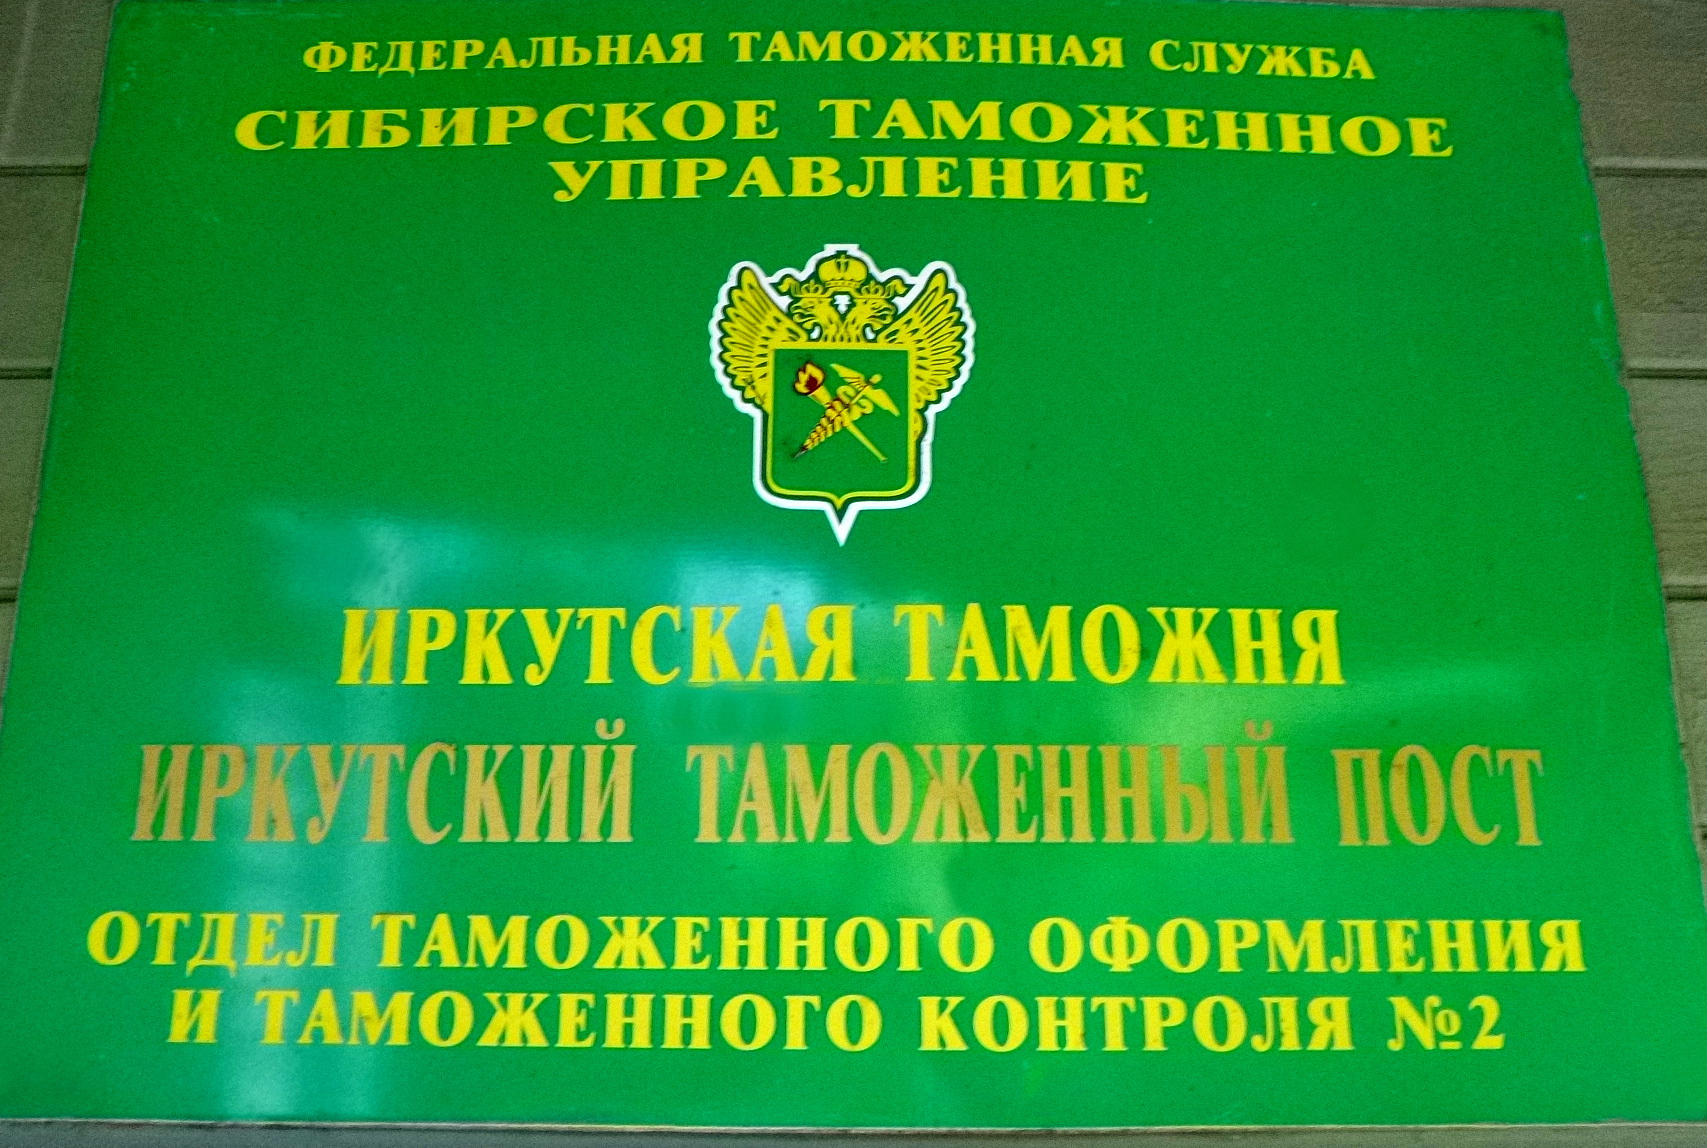 ФЕДЕРАЛЬНАЯ ТАМОЖЕННАЯ СЛУЖБА
СИБИРСКОЕ ТАМОЖЕННОЕ
УПРАВЛЕНИЕ
ИРКУТСКАЯ ТАМОЖНЯ
ИРКУТСКИЙ ТАМОЖЕННЫЙ ПОСТ
ОТДЕЛ ТАМОЖЕННОГО ОФОРМЛЕНИЯ
И ТАМОЖЕННОГО КОНТРОЛЯ №2